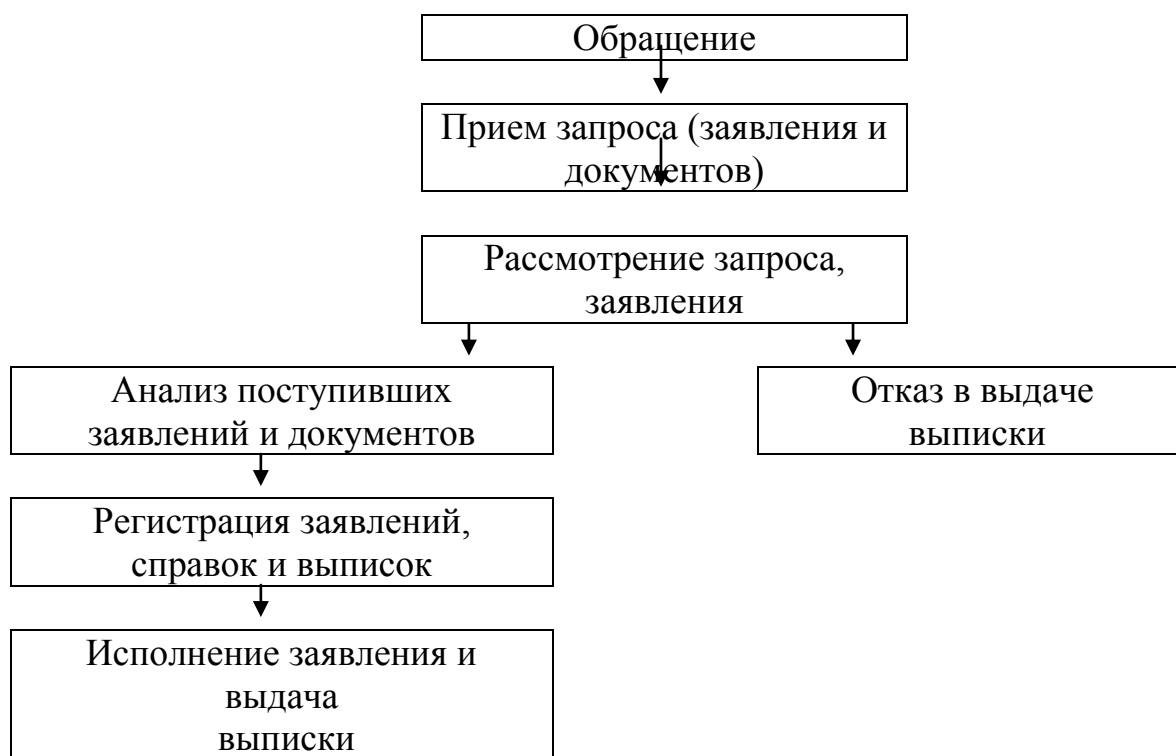 Обращение
Прием запроса (заявления и
документов)
Рассмотрение запроса,
заявления
Анализ поступивших
заявлений и документов
Отказ в выдаче
выписки
Регистрация заявлений,
справок и выписок
Исполнение заявления и
выдача
выписки